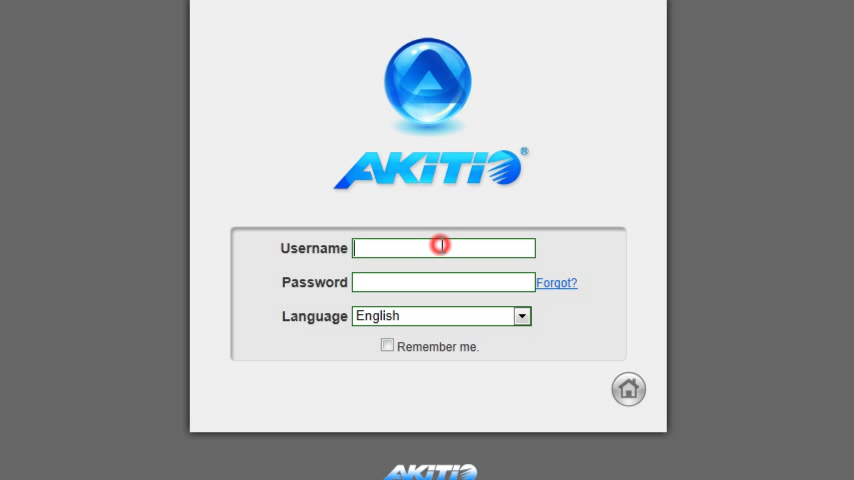 AKITIO®
Username
Password Forgot?
Language English
Remember me.
AKITIO